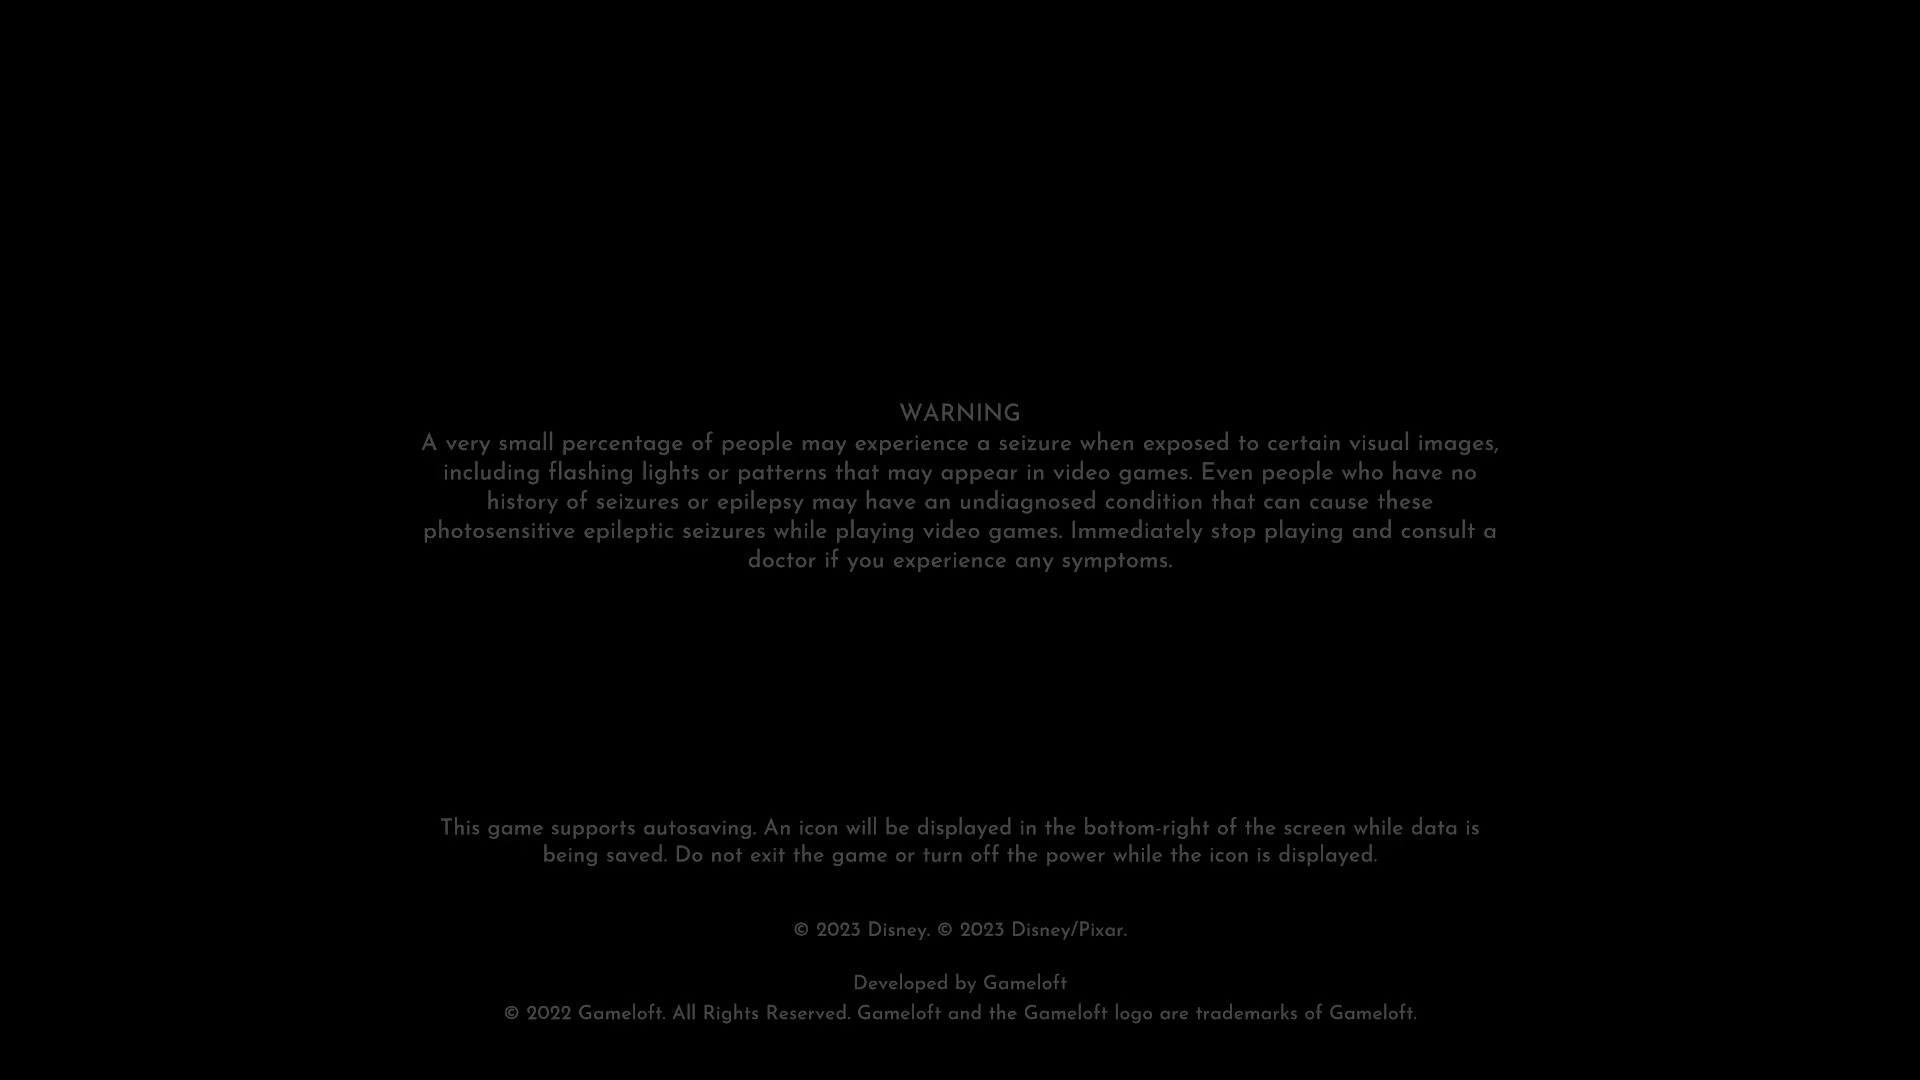 WARNING
A very small percentage of people may experience a seizure when exposed to certain visual images,
including flashing lights or patterns that may appear in video games. Even people who have no
history of seizures or epilepsy may have an undiagnosed condition that can cause these
photosensitive epileptic seizures while playing video games. Immediately stop playing and consult a
doctor if you experience any symptoms.
This game supports autosaving. An icon will be displayed in the bottom-right of the screen while data is
being saved. Do not exit the game or turn off the power while the icon is displayed.
© 2023 Disney. © 2023 Disney/Pixar.
Developed by Gameloft
© 2022 Gameloft. All Rights Reserved. Gameloft and the Gameloft logo are trademarks of Gameloft.